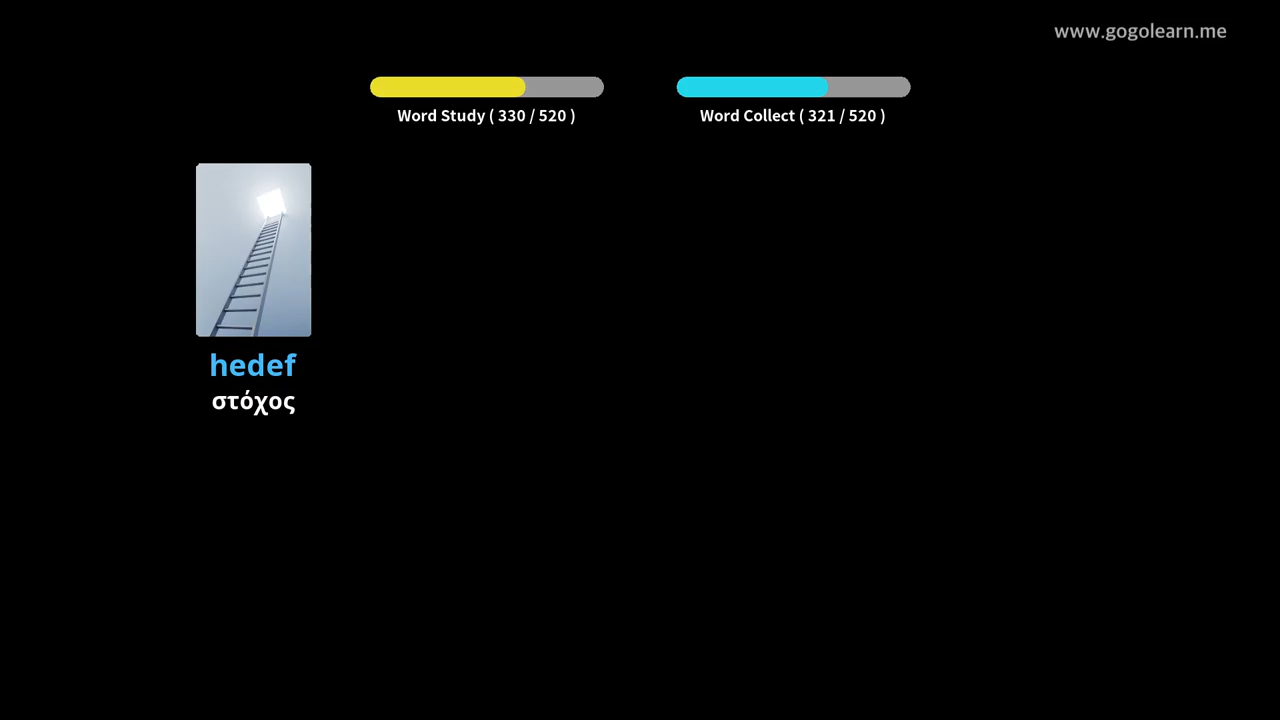 www.gogolearn.me
Word Study ( 330 / 520 )
Word Collect ( 321 / 520 )
hedef
στόχος